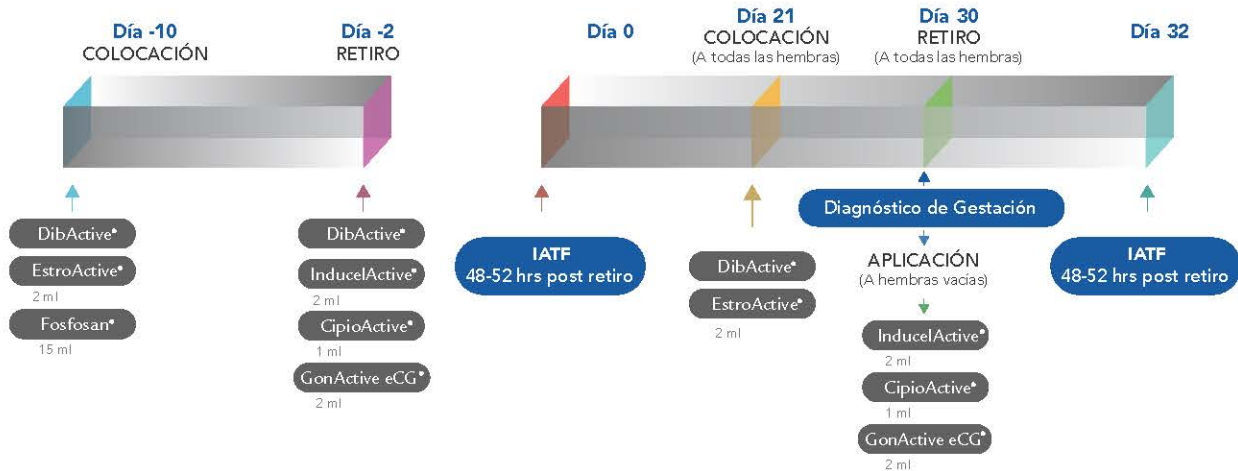 Día -10
COLOCACIÓN
Día -2
RETIRO
Día 0
Día 21
COLOCACIÓN
(A todas las hembras)
Día 30
RETIRO
(A todas las hembras)
Día 32
DibActive®
EstroActive®
2 ml
Fosfosan®
15 ml
DibActive®
InducelActive®
2 ml
CipioActive®
1 ml
GonActive eCG®
2 ml
IATF
48-52 hrs post retiro
DibActive®
EstroActive®
2 ml
Diagnóstico de Gestación
APLICACIÓN
(A hembras vacías)
InducelActive®
2 ml
CipioActive®
1 ml
GonActive eCG®
2 ml
IATF
48-52 hrs post retiro